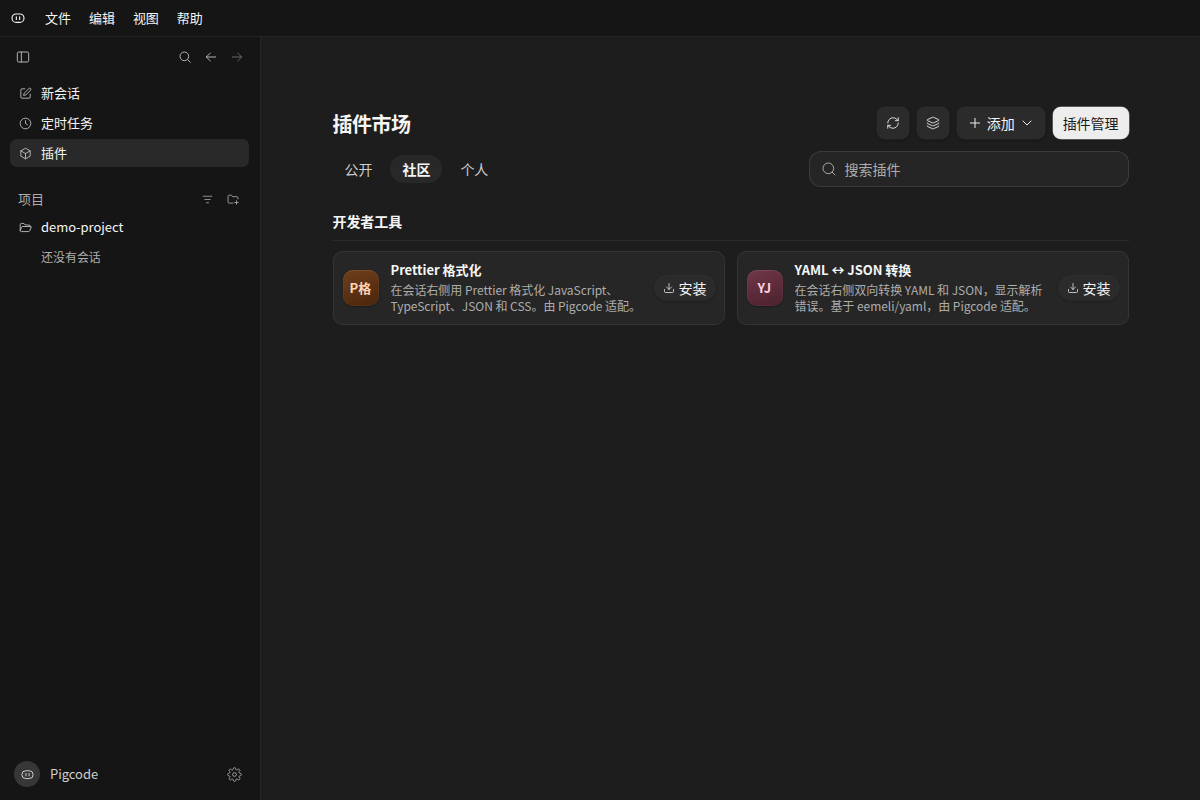 文件 编辑 视图 帮助
新会话
定时任务
插件
项目
demo-project
还没有会话
Pigcode
插件市场
添加
插件管理
公开 社区 个人
搜索插件
开发者工具
P格
Prettier 格式化
在会话右侧用 Prettier 格式化 JavaScript、
TypeScript、JSON 和 CSS。由 Pigcode 适配。
安装
YJ
YAML ↔ JSON 转换
在会话右侧双向转换 YAML 和 JSON，显示解析
错误。基于 eemeli/yaml，由 Pigcode 适配。
安装